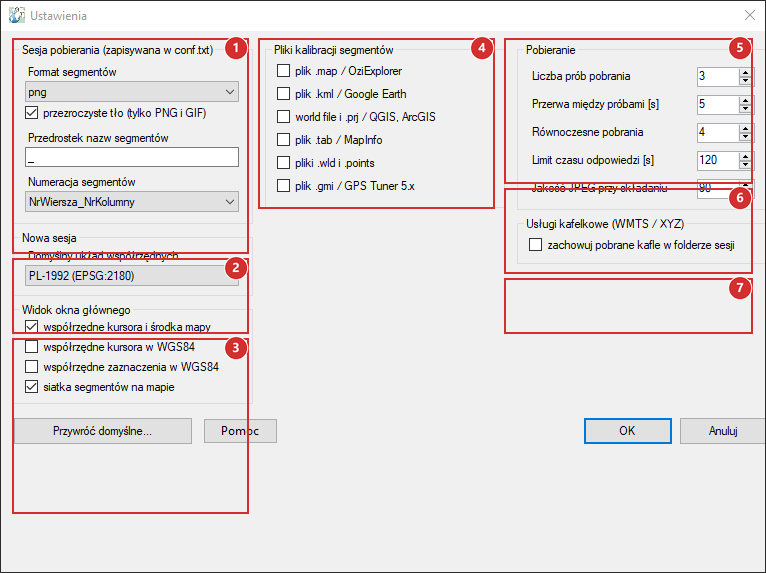 Ustawienia
Sesja pobierania (zapisywana w conf.txt)
1
Format segmentów
png
przezroczyste tło (tylko PNG i GIF)
Przedrostek nazw segmentów
_
Numeracja segmentów
NrWiersza_NrKolumny
Nowa sesja
Domyślny układ współrzędnych
2
PL-1992 (EPSG:2180)
Widok okna głównego
współrzędne kursora i środka mapy
3
współrzędne kursora w WGS84
współrzędne zaznaczenia w WGS84
siatka segmentów na mapie
Pliki kalibracji segmentów
4
plik .map / OziExplorer
plik .kml / Google Earth
world file i .prj / QGIS, ArcGIS
plik .tab / MapInfo
pliki .wld i .points
plik .gmi / GPS Tuner 5.x
Pobieranie
5
Liczba prób pobrania 3
Przerwa między próbami [s] 5
Równoczesne pobrania 4
Limit czasu odpowiedzi [s] 120
Jakość JPEG przy składaniu 90
6
Usługi kafelkowe (WMTS / XYZ)
zachowuj pobrane kafle w folderze sesji
7
Przywróć domyślne...
Pomoc
OK
Anuluj